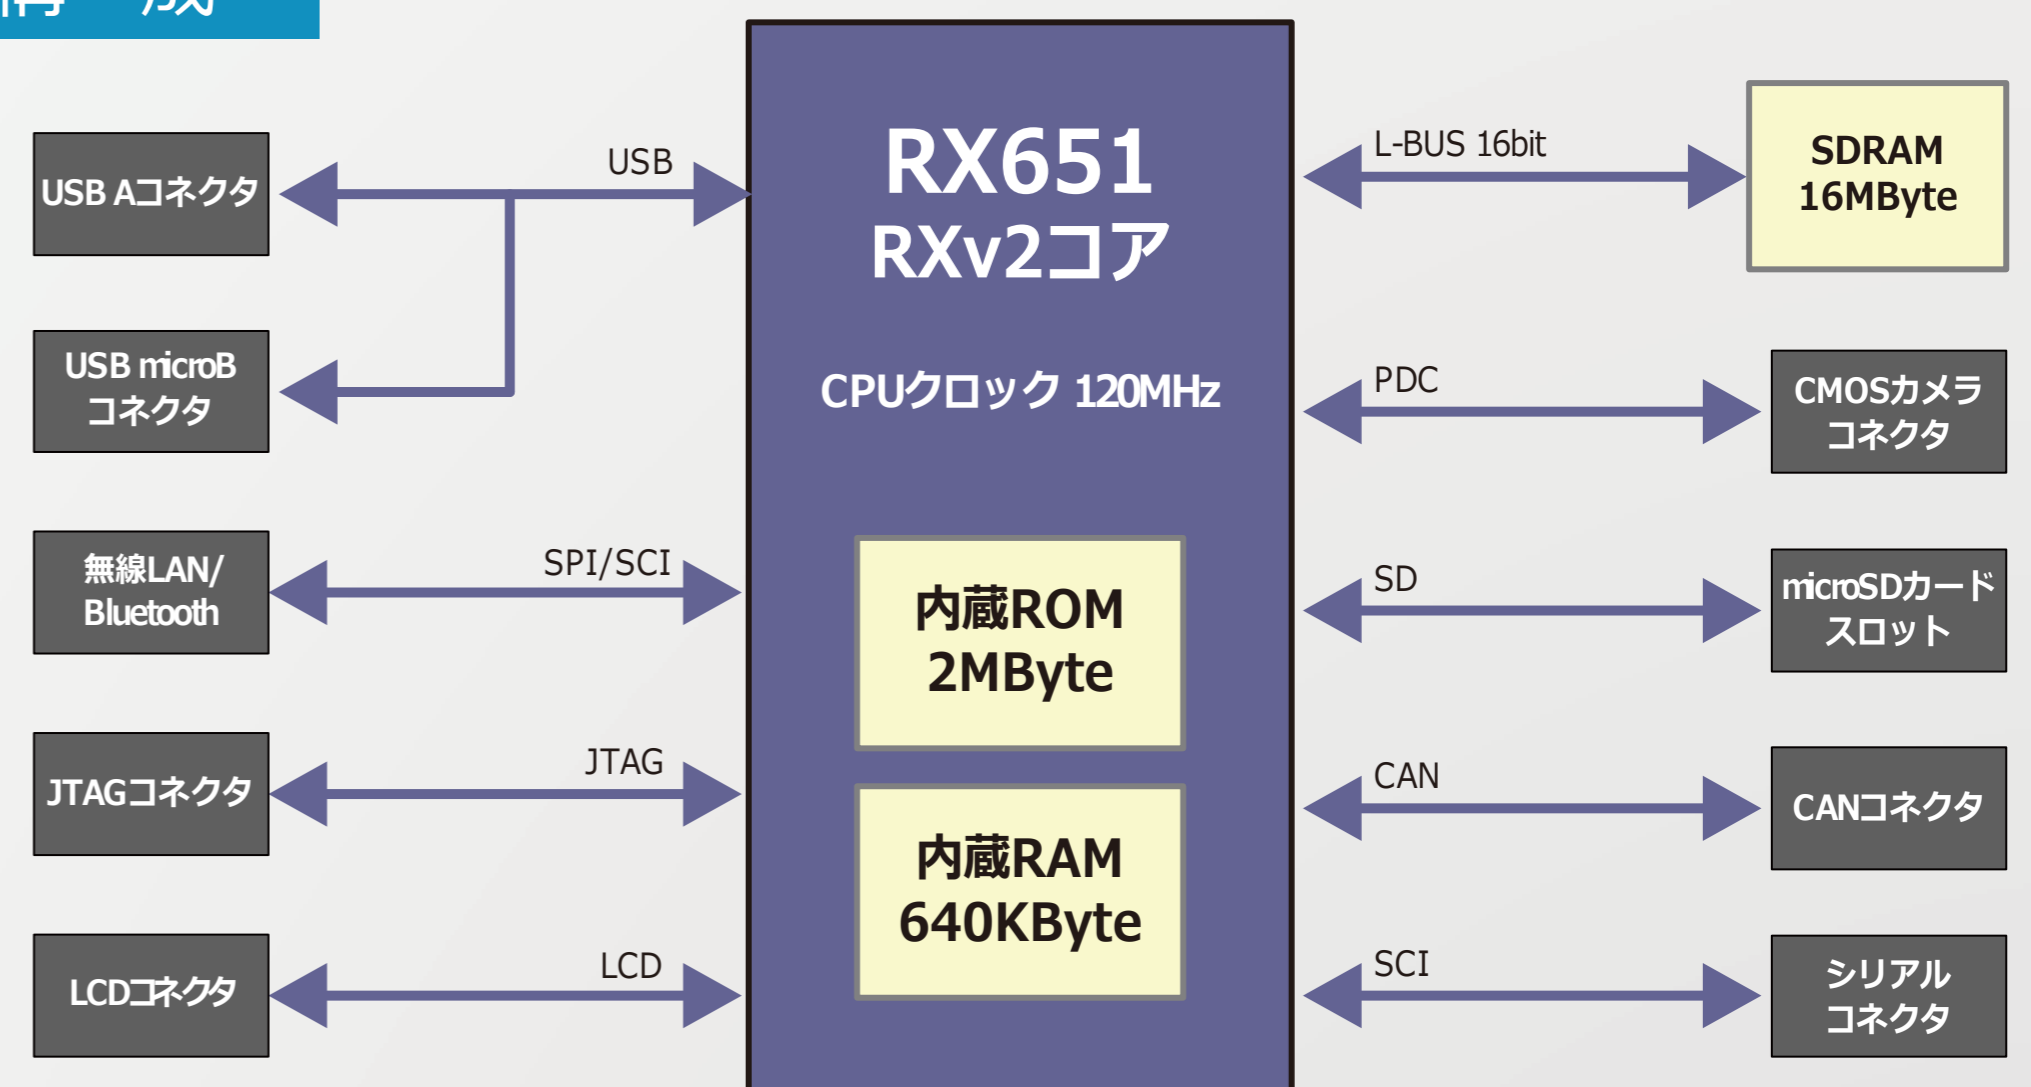 構 成
USB Aコネクタ
USB
USB microB
コネクタ
無線LAN/
Bluetooth
SPI/SCI
JTAGコネクタ
JTAG
LCDコネクタ
LCD
RX651
RXv2コア
CPUクロック 120MHz
内蔵ROM
2MByte
内蔵RAM
640KByte
L-BUS 16bit
SDRAM
16MByte
PDC
CMOSカメラ
コネクタ
SD
microSDカード
スロット
CAN
CANコネクタ
SCI
シリアル
コネクタ